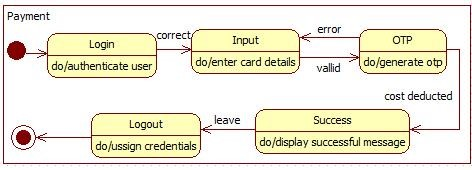 Payment
Login
do/authenticate user
correct
Input
do/enter card details
error
vallid
OTP
do/generate otp
cost deducted
Success
do/display successful message
leave
Logout
do/ussign credentials